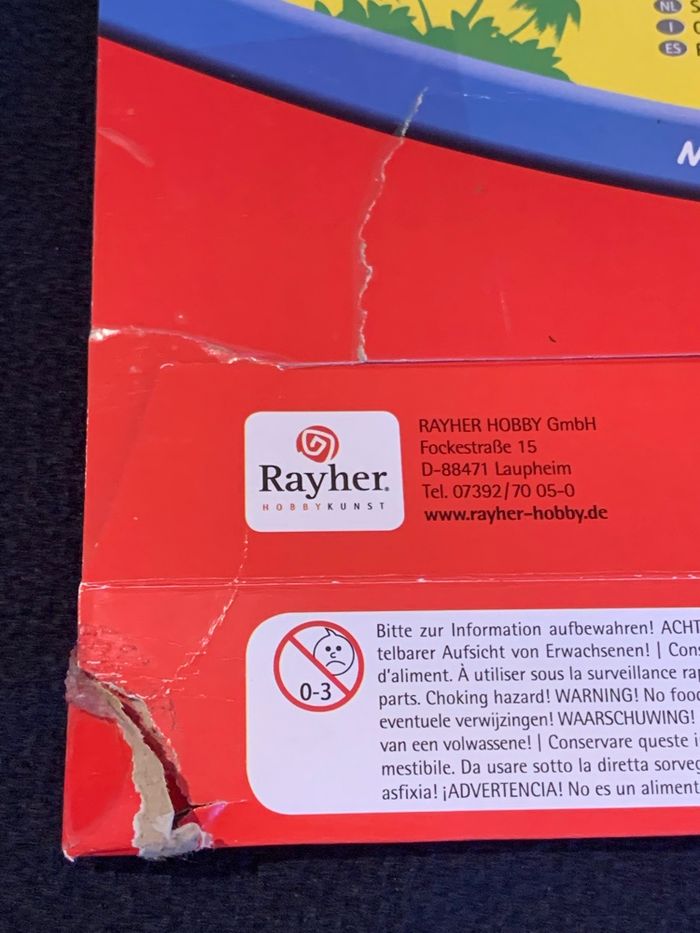 NL
I
ES
Rayher.
HOBBYKUNST
RAYHER HOBBY GmbH
Fockestraße 15
D-88471 Laupheim
Tel. 07392/70 05-0
www.rayher-hobby.de
0-3
Bitte zur Information aufbewahren! ACHT
telbarer Aufsicht von Erwachsenen! | Cons
d'aliment. À utiliser sous la surveillance rap
parts. Choking hazard! WARNING! No food
eventuele verwijzingen! WAARSCHUWING!
van een volwassene! | Conservare queste i
mestibile. Da usare sotto la diretta sorveg
asfixia! ¡ADVERTENCIA! No es un aliment